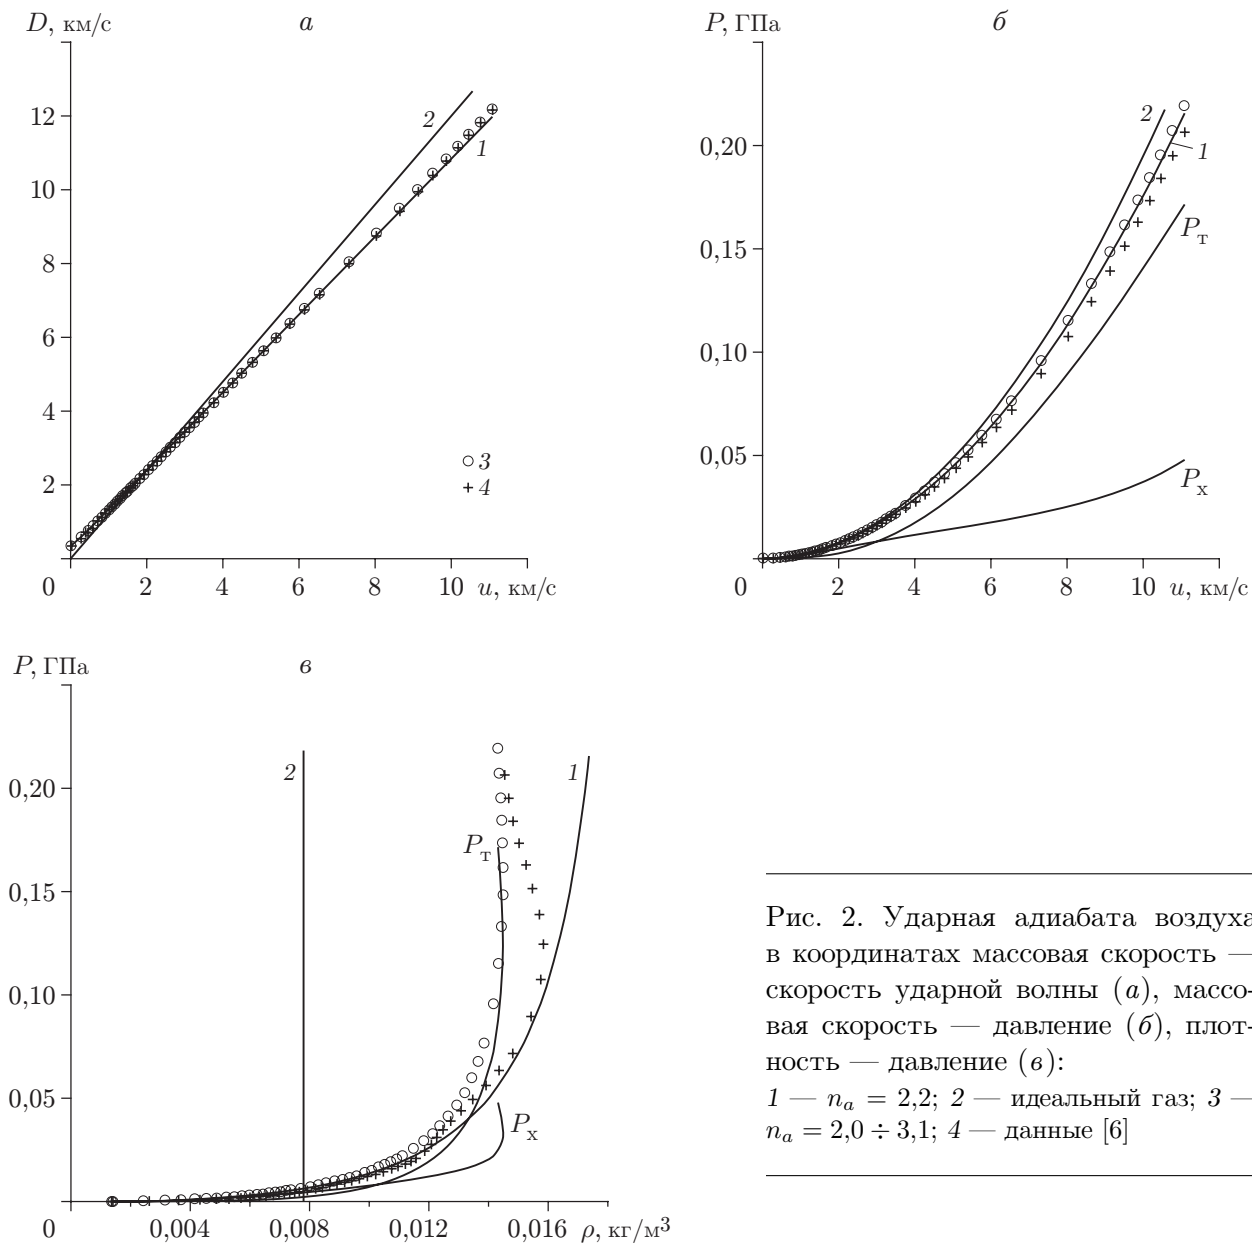 D, км/с
а
12
10
8
6
4
2
0
2
4
6
8
10
u, км/с
2
1
3
4
P, ГПа
б
0,20
0,15
0,10
0,05
0
2
4
6
8
10
u, км/с
2
1
Pт
Pх
P, ГПа
в
0,20
0,15
0,10
0,05
0
0,004
0,008
0,012
0,016
ρ, кг/м³
2
1
Pт
Pх
Рис. 2. Ударная адиабата воздуха
в координатах массовая скорость —
скорость ударной волны (а), массо-
вая скорость — давление (б), плот-
ность — давление (в):
1 — nₐ = 2,2; 2 — идеальный газ; 3 —
nₐ = 2,0 ÷ 3,1; 4 — данные [6]